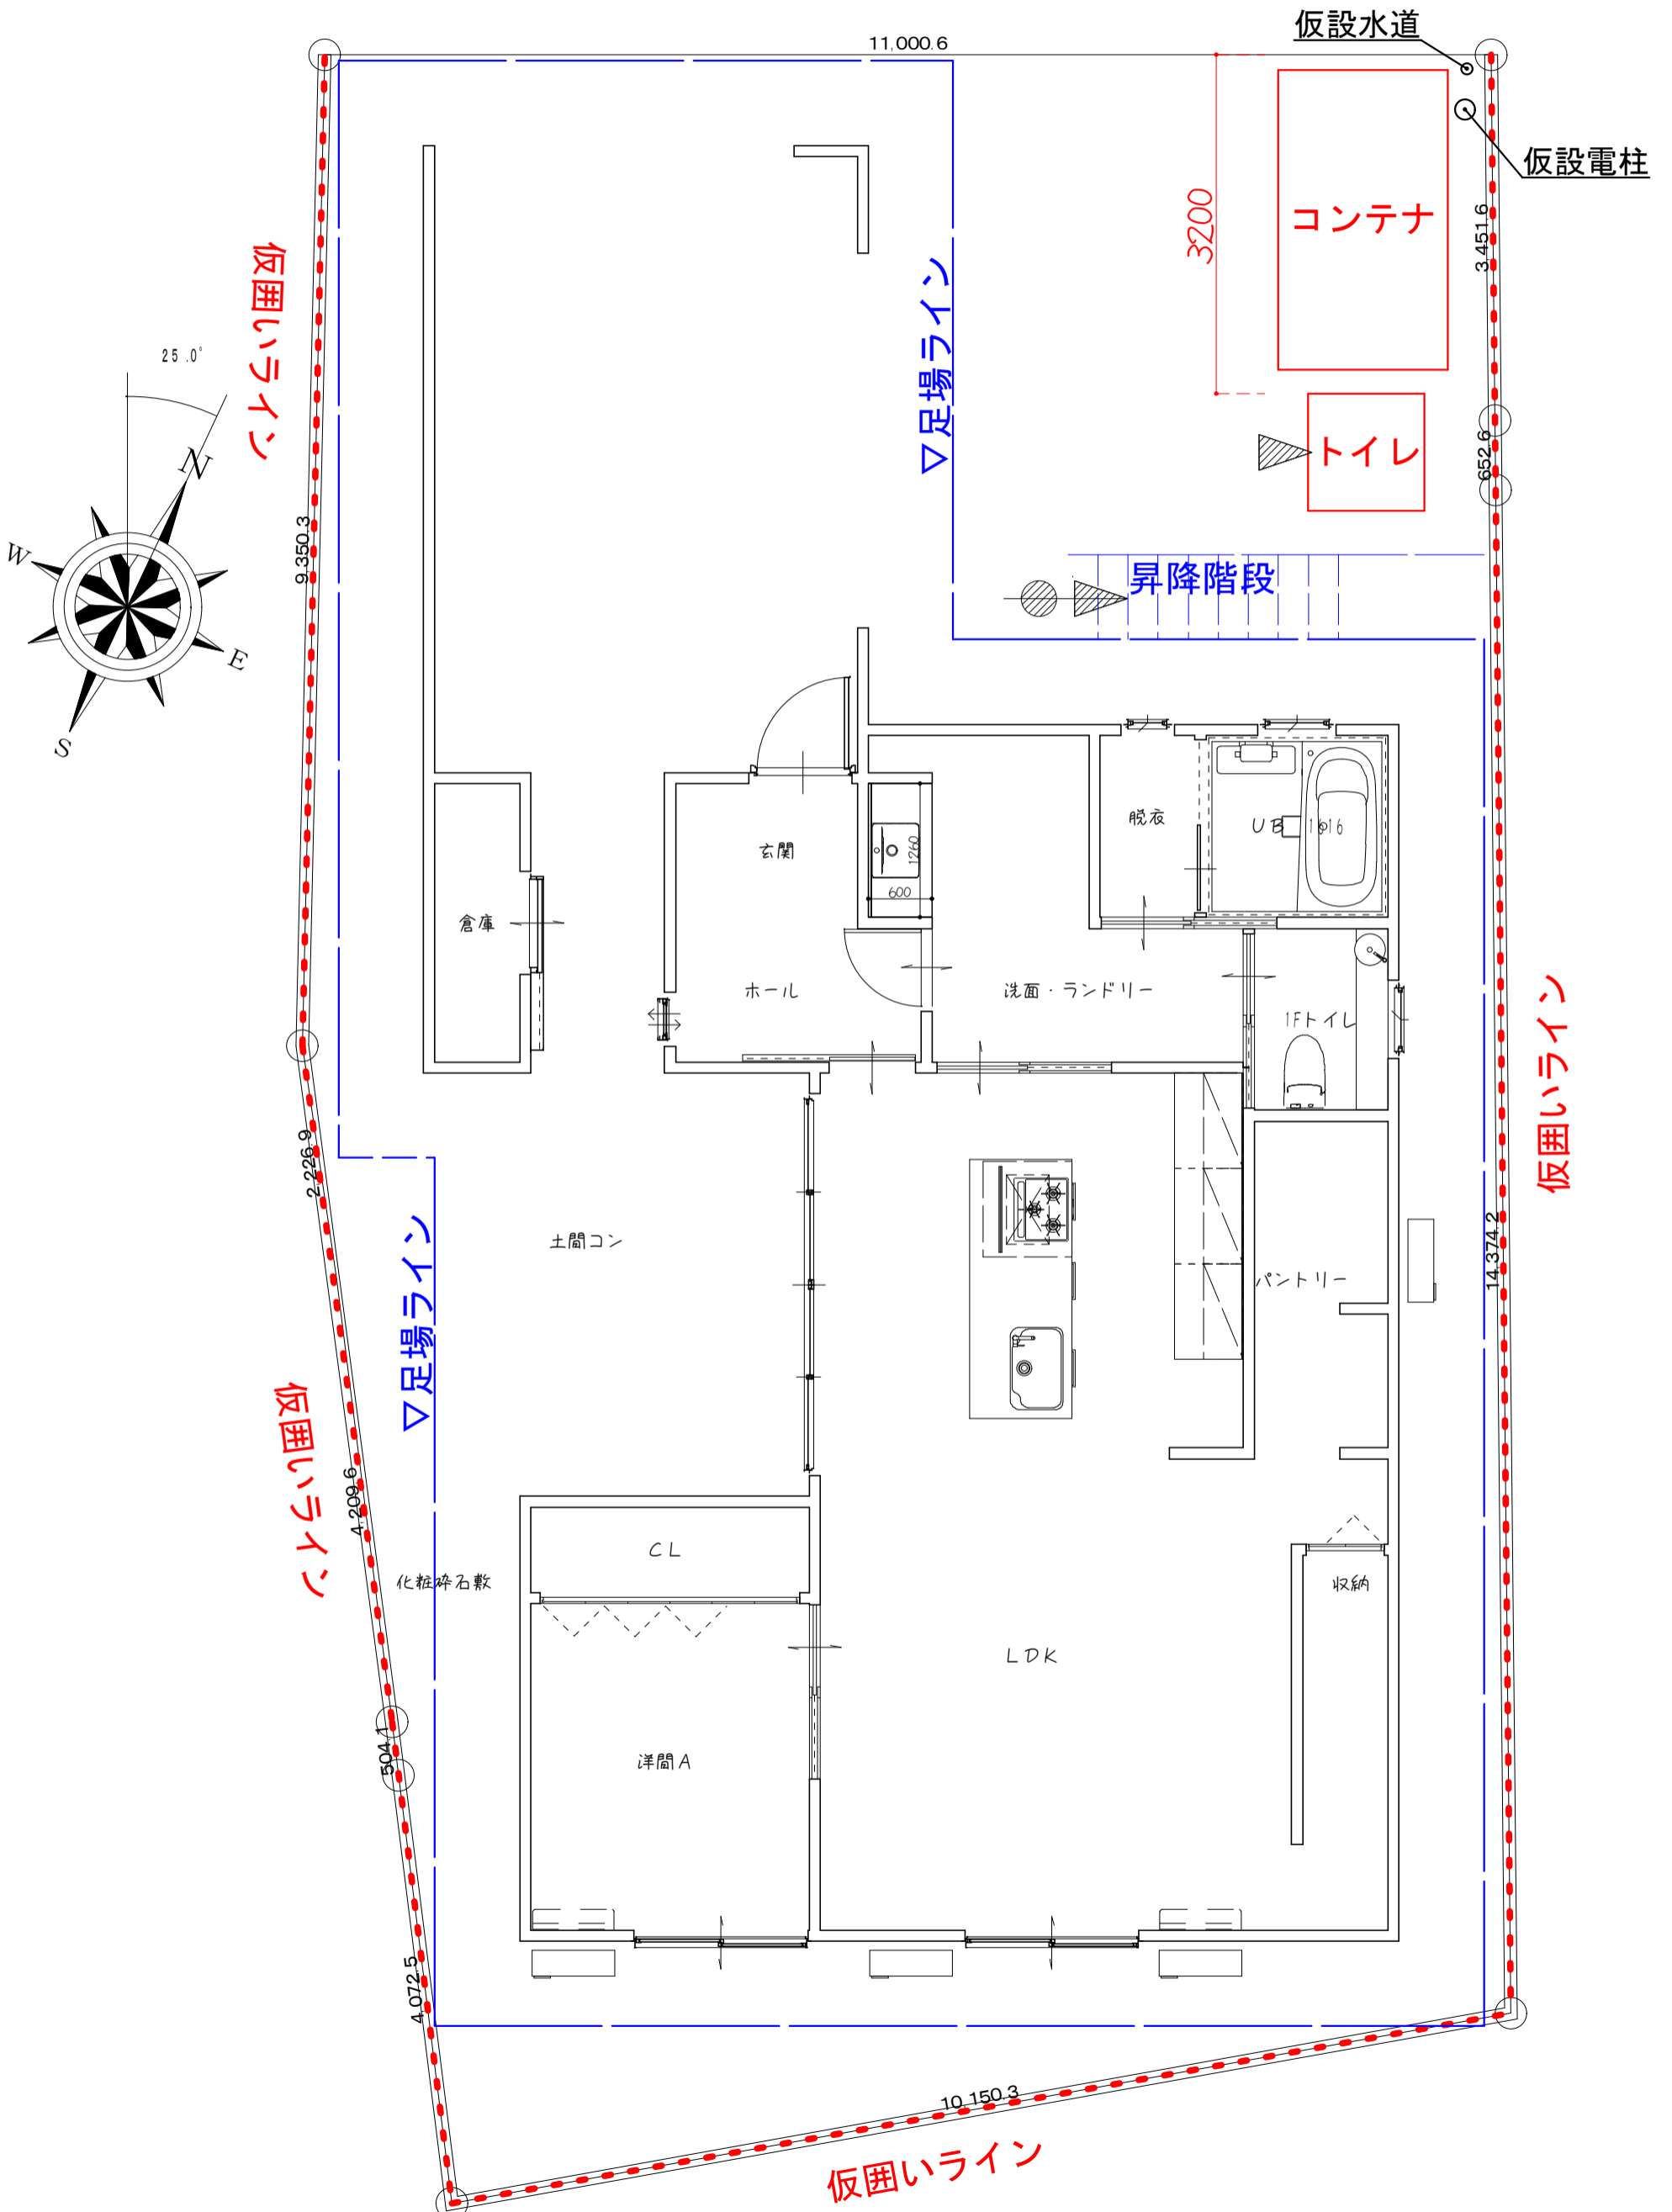 仮設水道
11,000.6
仮設電柱
コンテナ
3200
3,451.6
仮囲いライン
▽足場ライン
25.0°
N
W
E
S
トイレ
652.6
9,350.3
昇降階段
脱衣
UB 1616
玄関
1260
600
倉庫
ホール
洗面・ランドリー
1Fトイレ
仮囲いライン
2,226.9
土間コン
▽足場ライン
パントリー
14,374.2
仮囲いライン
4,209.6
CL
化粧砕石敷
収納
LDK
504.1
洋間A
4,072.5
10,150.3
仮囲いライン